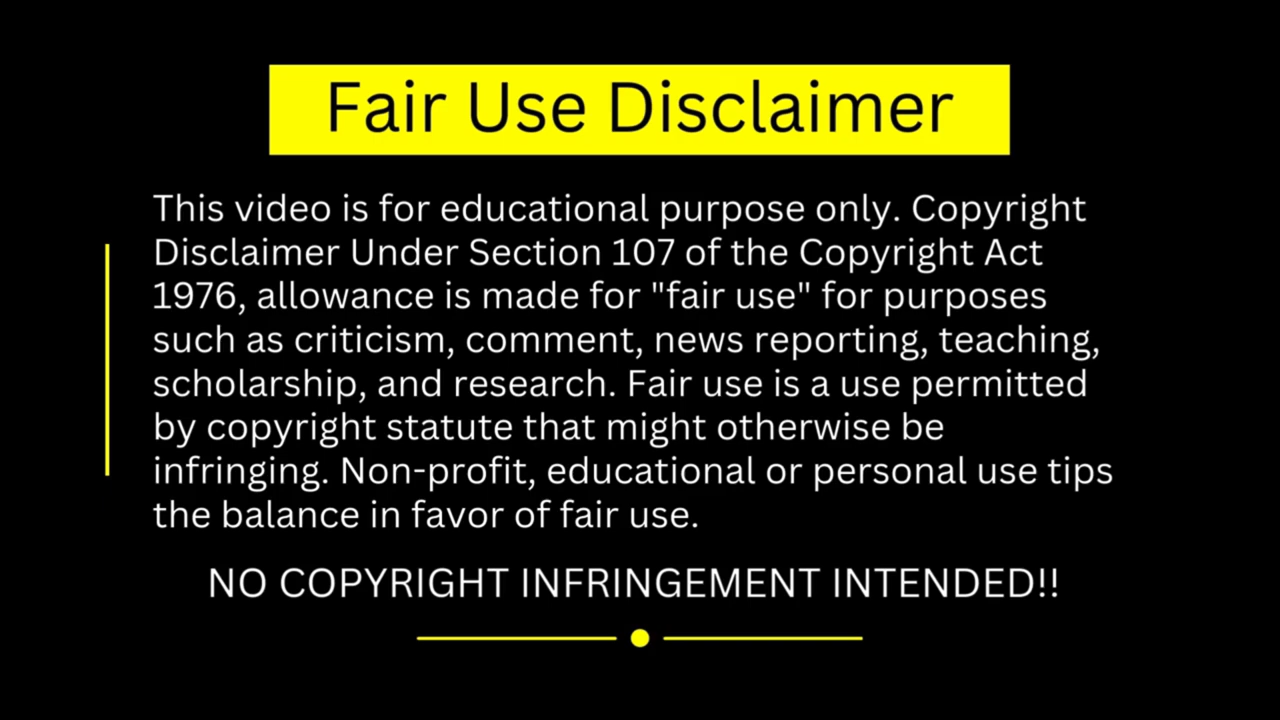 Fair Use Disclaimer
This video is for educational purpose only. Copyright
Disclaimer Under Section 107 of the Copyright Act
1976, allowance is made for "fair use" for purposes
such as criticism, comment, news reporting, teaching,
scholarship, and research. Fair use is a use permitted
by copyright statute that might otherwise be
infringing. Non-profit, educational or personal use tips
the balance in favor of fair use.
NO COPYRIGHT INFRINGEMENT INTENDED!!